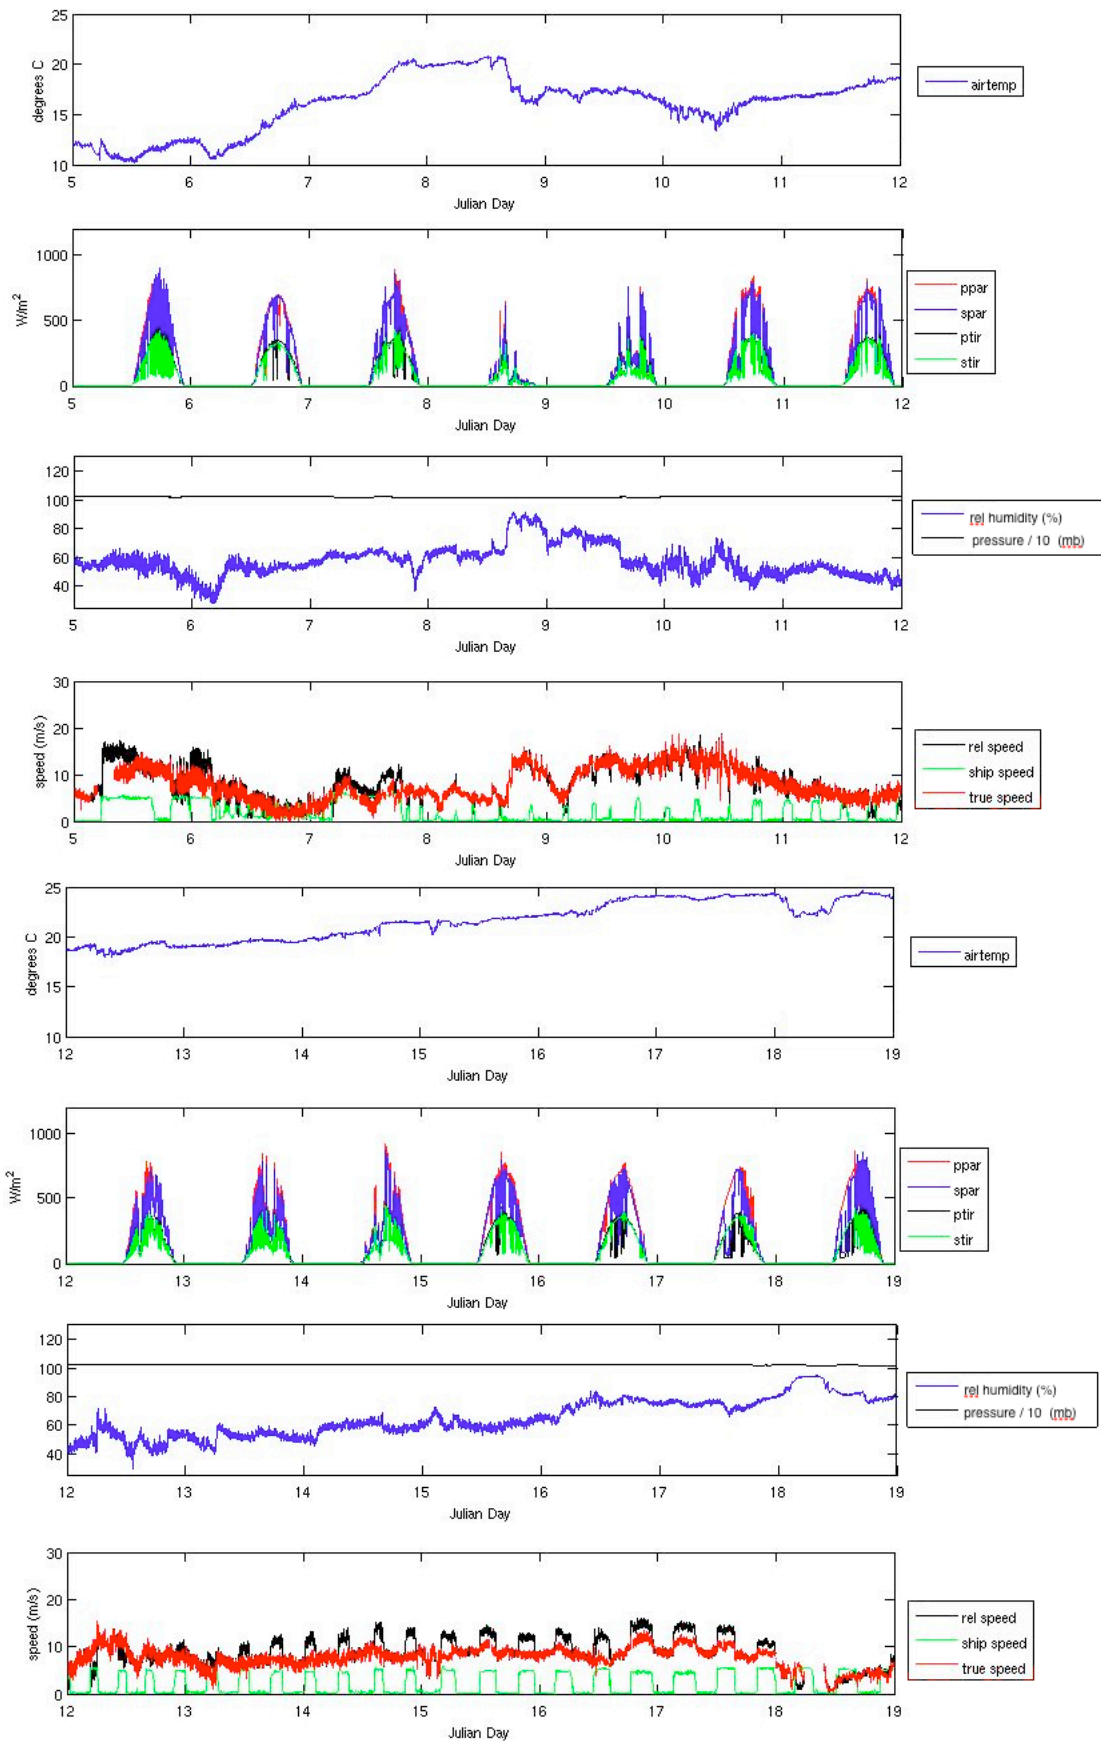 25
20
15
10
degrees C
5 6 7 8 9 10 11 12
Julian Day
airtemp
1000
500
0
W/m²
5 6 7 8 9 10 11 12
Julian Day
ppar
spar
ptir
stir
120
100
80
60
40
5 6 7 8 9 10 11 12
Julian Day
rel humidity (%)
pressure / 10 (mb)
30
20
10
0
speed (m/s)
5 6 7 8 9 10 11 12
Julian Day
rel speed
ship speed
true speed
25
20
15
10
degrees C
12 13 14 15 16 17 18 19
Julian Day
airtemp
1000
500
0
W/m²
12 13 14 15 16 17 18 19
Julian Day
ppar
spar
ptir
stir
120
100
80
60
40
12 13 14 15 16 17 18 19
Julian Day
rel humidity (%)
pressure / 10 (mb)
30
20
10
0
speed (m/s)
12 13 14 15 16 17 18 19
Julian Day
rel speed
ship speed
true speed